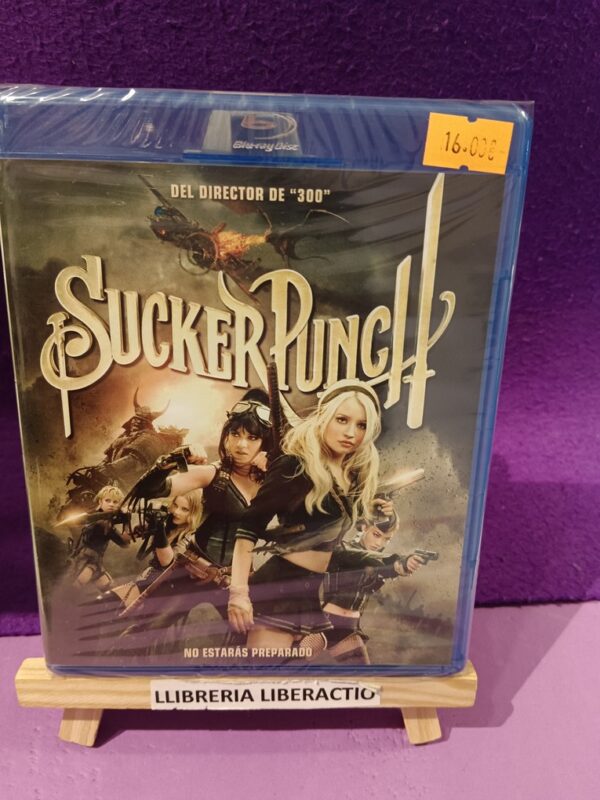 Blu-ray Disc
16.00€
DEL DIRECTOR DE "300"
SUCKER PUNCH
NO ESTARÁS PREPARADO
LLIBRERIA LIBERACTIO